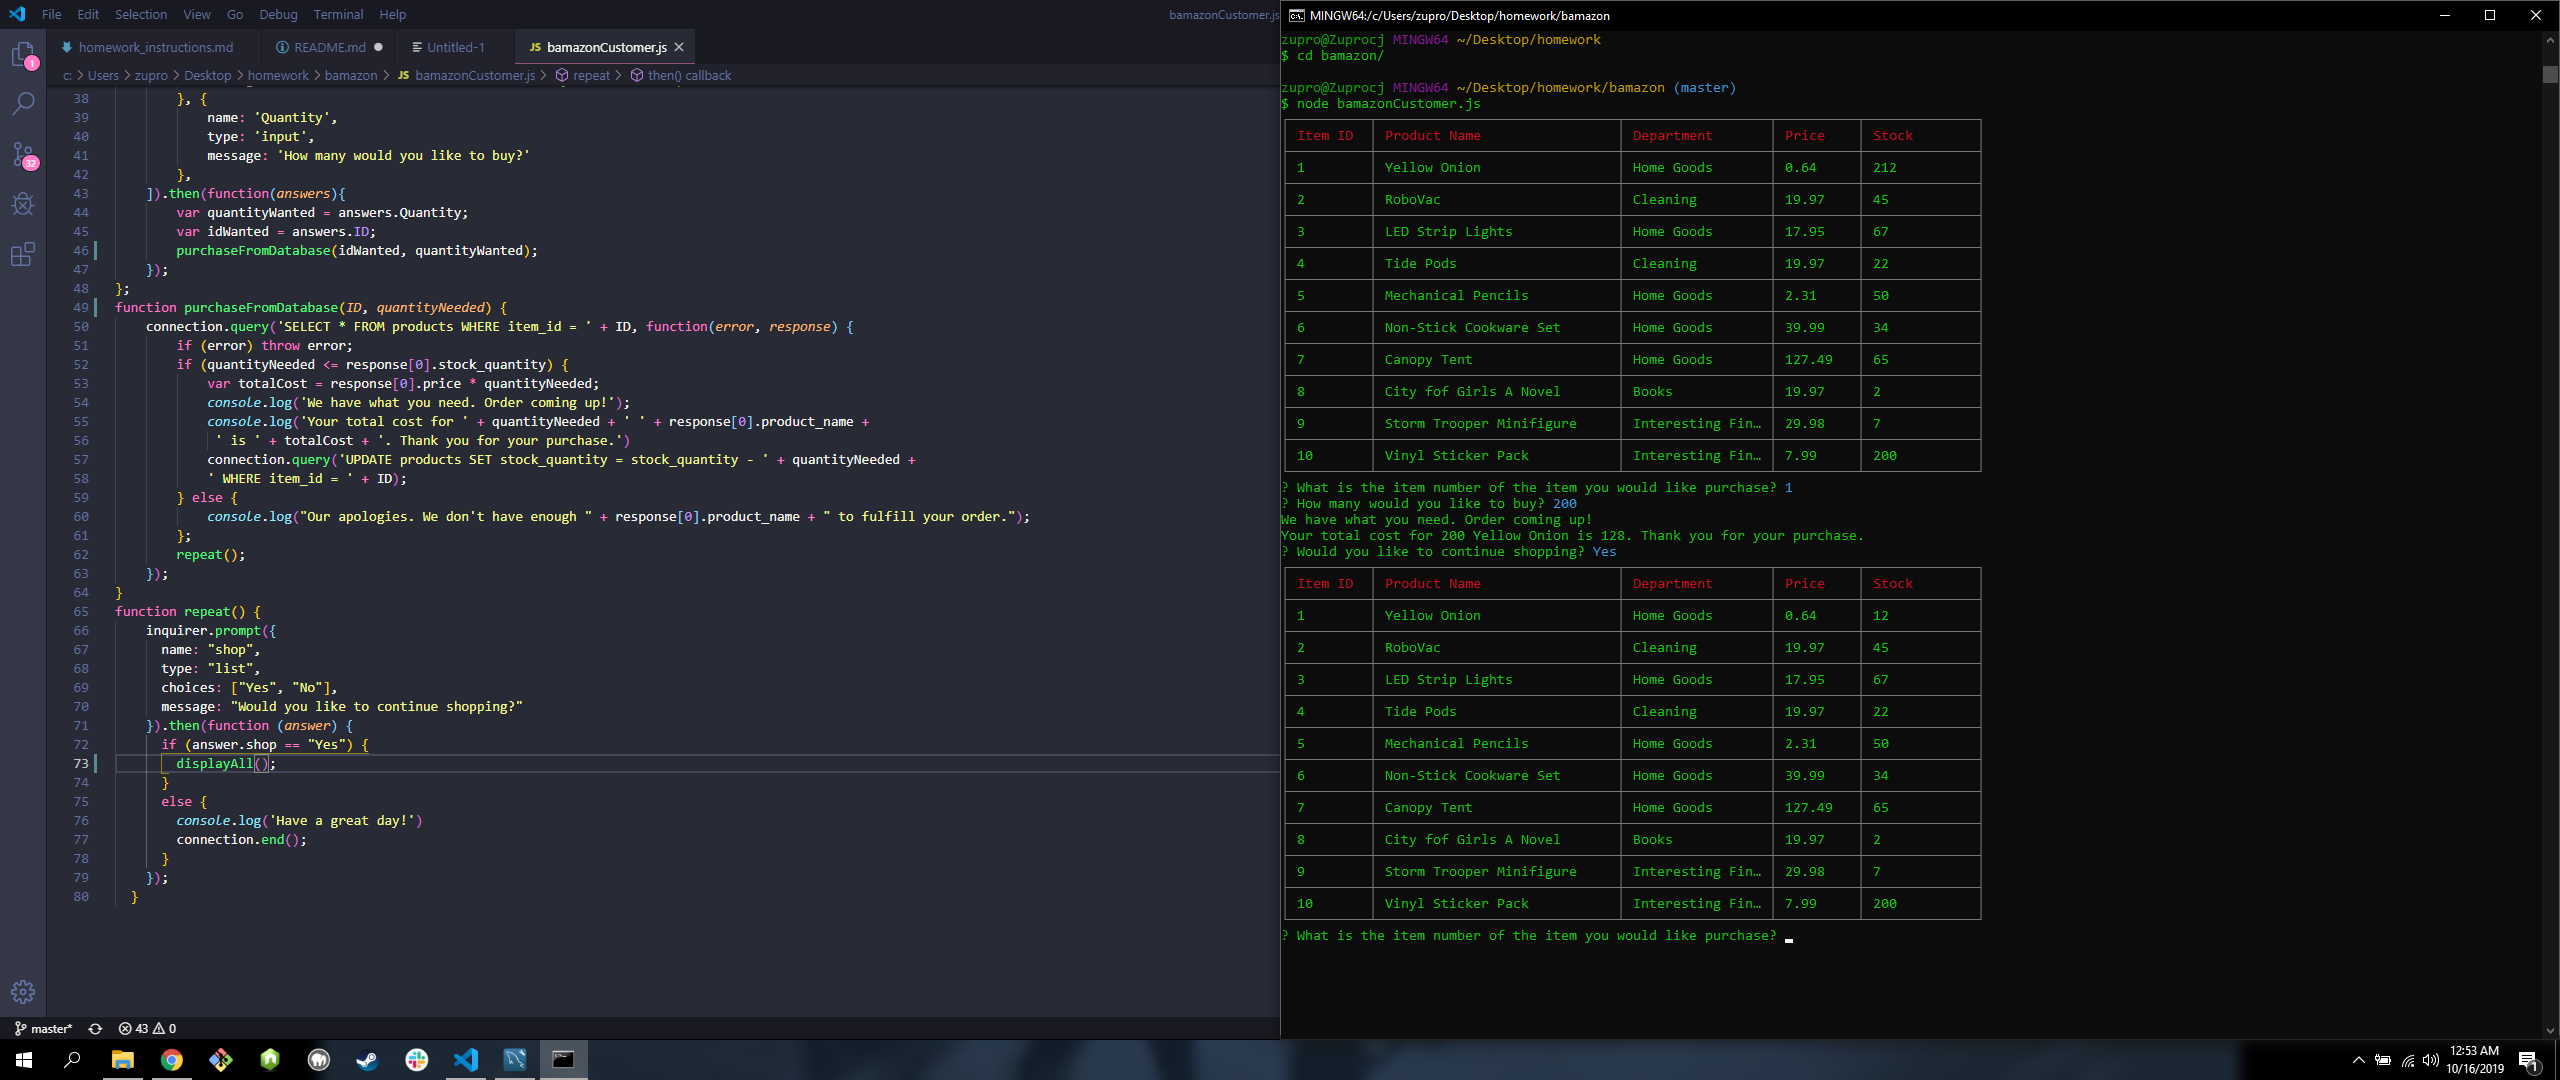 File Edit Selection View Go Debug Terminal Help bamazonCustomer.js
homework_instructions.md README.md Untitled-1 JS bamazonCustomer.js
c: > Users > zupro > Desktop > homework > bamazon > JS bamazonCustomer.js > repeat > then() callback
1
32
38 }, {
39 name: 'Quantity',
40 type: 'input',
41 message: 'How many would you like to buy?'
42 },
43 ]).then(function(answers){
44 var quantityWanted = answers.Quantity;
45 var idWanted = answers.ID;
46 purchaseFromDatabase(idWanted, quantityWanted);
47 });
48 };
49 function purchaseFromDatabase(ID, quantityNeeded) {
50 connection.query('SELECT * FROM products WHERE item_id = ' + ID, function(error, response) {
51 if (error) throw error;
52 if (quantityNeeded <= response[0].stock_quantity) {
53 var totalCost = response[0].price * quantityNeeded;
54 console.log('We have what you need. Order coming up!');
55 console.log('Your total cost for ' + quantityNeeded + ' ' + response[0].product_name +
56 ' is ' + totalCost + '. Thank you for your purchase.')
57 connection.query('UPDATE products SET stock_quantity = stock_quantity - ' + quantityNeeded +
58 ' WHERE item_id = ' + ID);
59 } else {
60 console.log("Our apologies. We don't have enough " + response[0].product_name + " to fulfill your order.");
61 };
62 repeat();
63 });
64 }
65 function repeat() {
66 inquirer.prompt({
67 name: "shop",
68 type: "list",
69 choices: ["Yes", "No"],
70 message: "Would you like to continue shopping?"
71 }).then(function (answer) {
72 if (answer.shop == "Yes") {
73 displayAll();
74 }
75 else {
76 console.log('Have a great day!')
77 connection.end();
78 }
79 });
80 }
master* 43 0
MINGW64:/c/Users/zupro/Desktop/homework/bamazon
zupro@Zuprocj MINGW64 ~/Desktop/homework
$ cd bamazon/
zupro@Zuprocj MINGW64 ~/Desktop/homework/bamazon (master)
$ node bamazonCustomer.js
Item ID Product Name Department Price Stock
1 Yellow Onion Home Goods 0.64 212
2 RoboVac Cleaning 19.97 45
3 LED Strip Lights Home Goods 17.95 67
4 Tide Pods Cleaning 19.97 22
5 Mechanical Pencils Home Goods 2.31 50
6 Non-Stick Cookware Set Home Goods 39.99 34
7 Canopy Tent Home Goods 127.49 65
8 City fof Girls A Novel Books 19.97 2
9 Storm Trooper Minifigure Interesting Fin… 29.98 7
10 Vinyl Sticker Pack Interesting Fin… 7.99 200
? What is the item number of the item you would like purchase? 1
? How many would you like to buy? 200
We have what you need. Order coming up!
Your total cost for 200 Yellow Onion is 128. Thank you for your purchase.
? Would you like to continue shopping? Yes
Item ID Product Name Department Price Stock
1 Yellow Onion Home Goods 0.64 12
2 RoboVac Cleaning 19.97 45
3 LED Strip Lights Home Goods 17.95 67
4 Tide Pods Cleaning 19.97 22
5 Mechanical Pencils Home Goods 2.31 50
6 Non-Stick Cookware Set Home Goods 39.99 34
7 Canopy Tent Home Goods 127.49 65
8 City fof Girls A Novel Books 19.97 2
9 Storm Trooper Minifigure Interesting Fin… 29.98 7
10 Vinyl Sticker Pack Interesting Fin… 7.99 200
? What is the item number of the item you would like purchase?
12:53 AM
10/16/2019
1